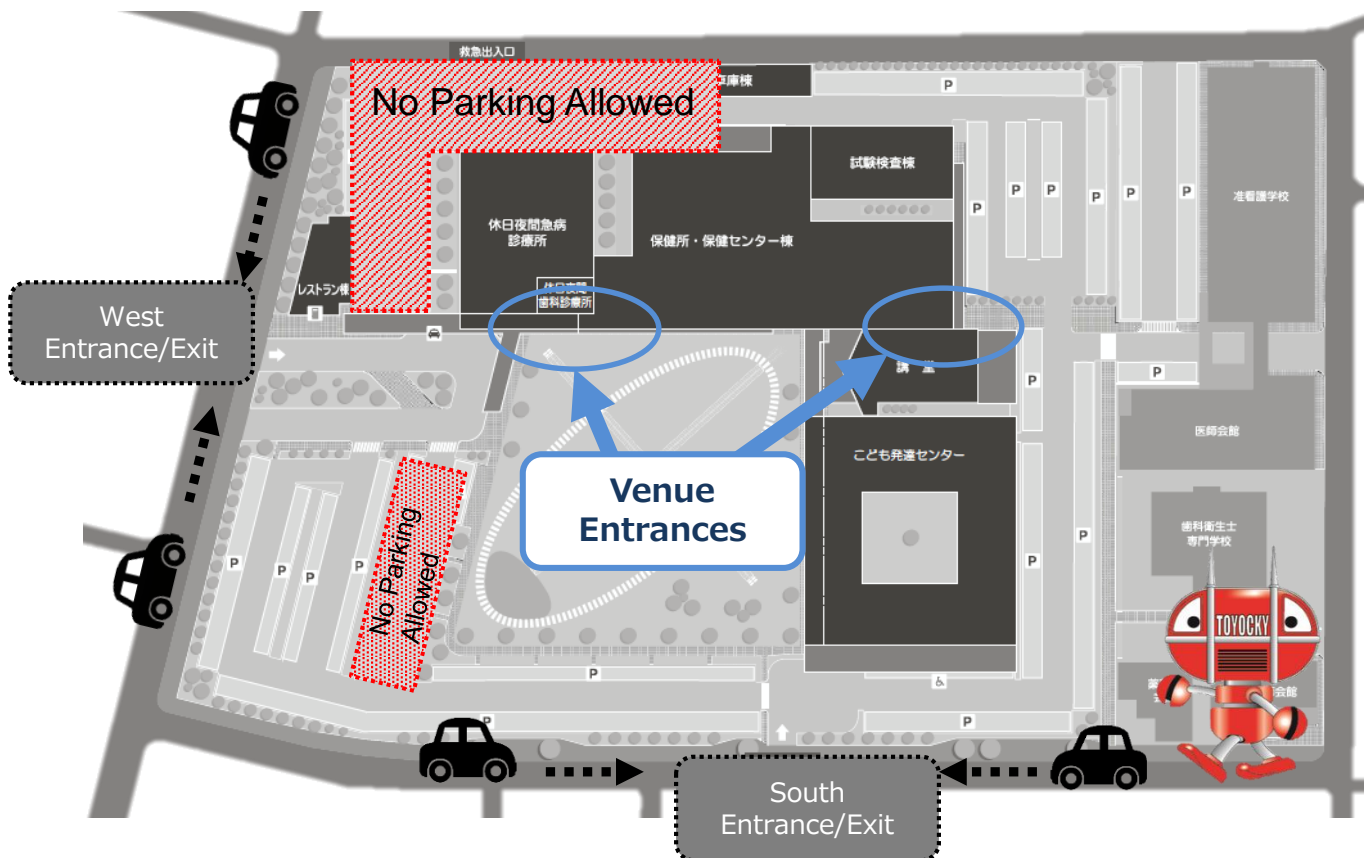 救急出入口
No Parking Allowed
庫棟
P
P
P
試験検査棟
P
P
P
P
准看護学校
休日夜間急病
診療所
保健所・保健センター棟
レストラン棟
休日夜間
歯科診療所
West
Entrance/Exit
講 堂
P
P
医師会館
こども発達センター
Venue
Entrances
歯科衛生士
専門学校
P
P
P
P
P
P
No Parking
Allowed
TOYOCKY
P
薬
会館
P
P
South
Entrance/Exit